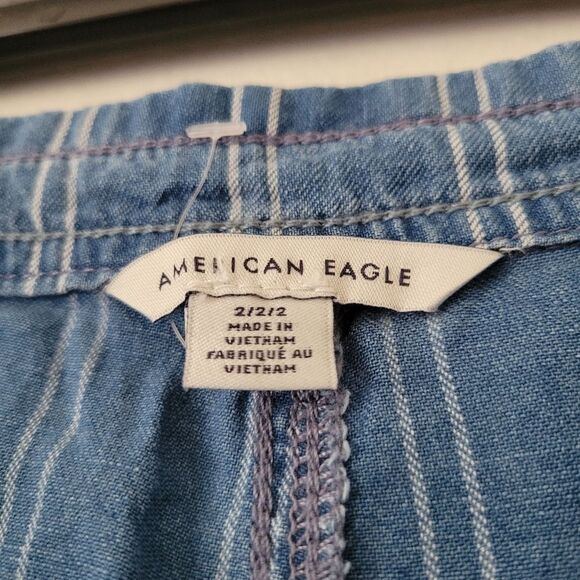 AMERICAN EAGLE
2/2/2
MADE IN
VIETNAM
FABRIQUÉ AU
VIETNAM